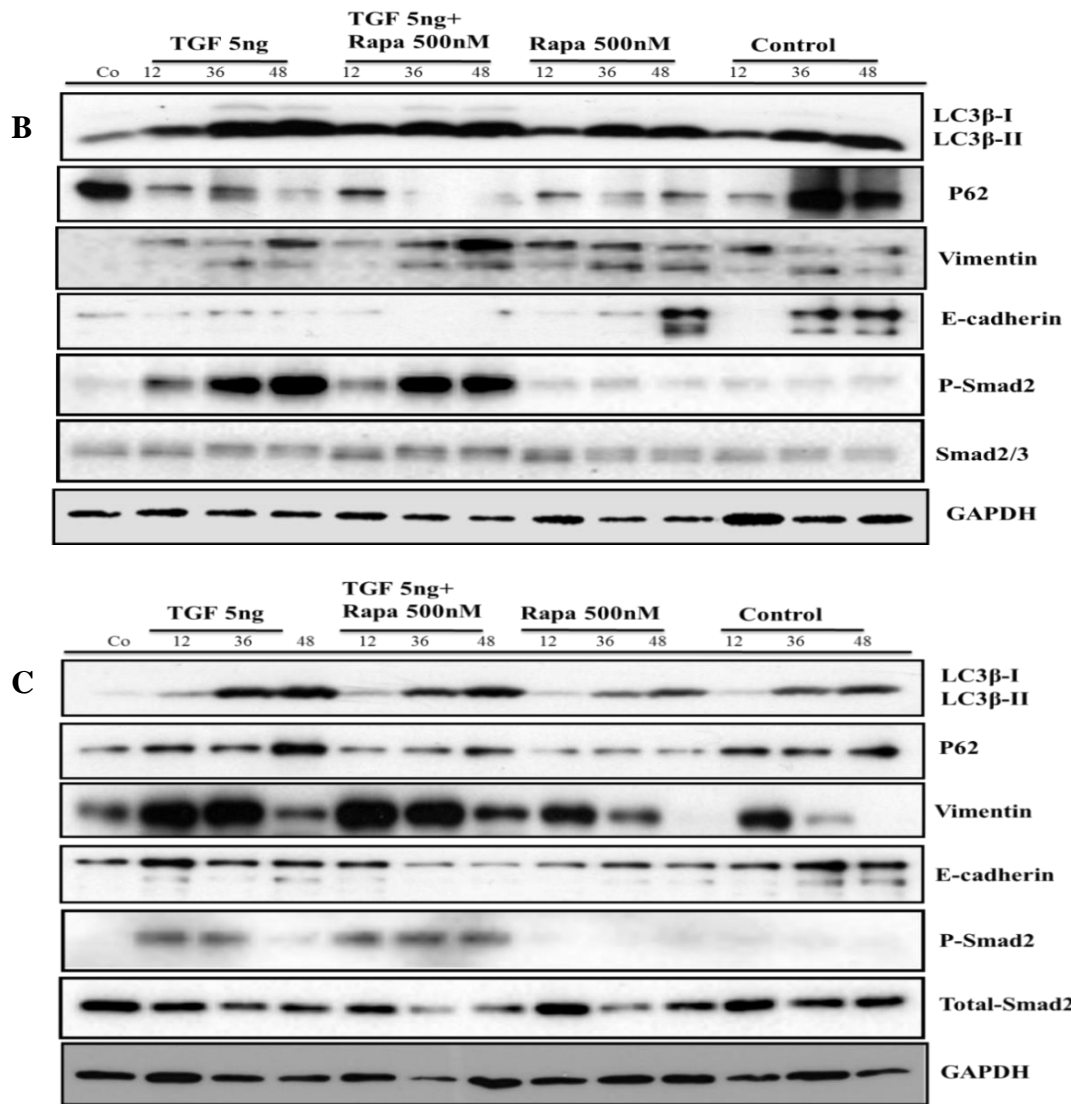 TGF 5ng
TGF 5ng+
Rapa 500nM
Rapa 500nM
Control
Co 12 36 48 12 36 48 12 36 48 12 36 48
B
LC3β-I
LC3β-II
P62
Vimentin
E-cadherin
P-Smad2
Smad2/3
GAPDH
TGF 5ng
TGF 5ng+
Rapa 500nM
Rapa 500nM
Control
Co 12 36 48 12 36 48 12 36 48 12 36 48
C
LC3β-I
LC3β-II
P62
Vimentin
E-cadherin
P-Smad2
Total-Smad2
GAPDH